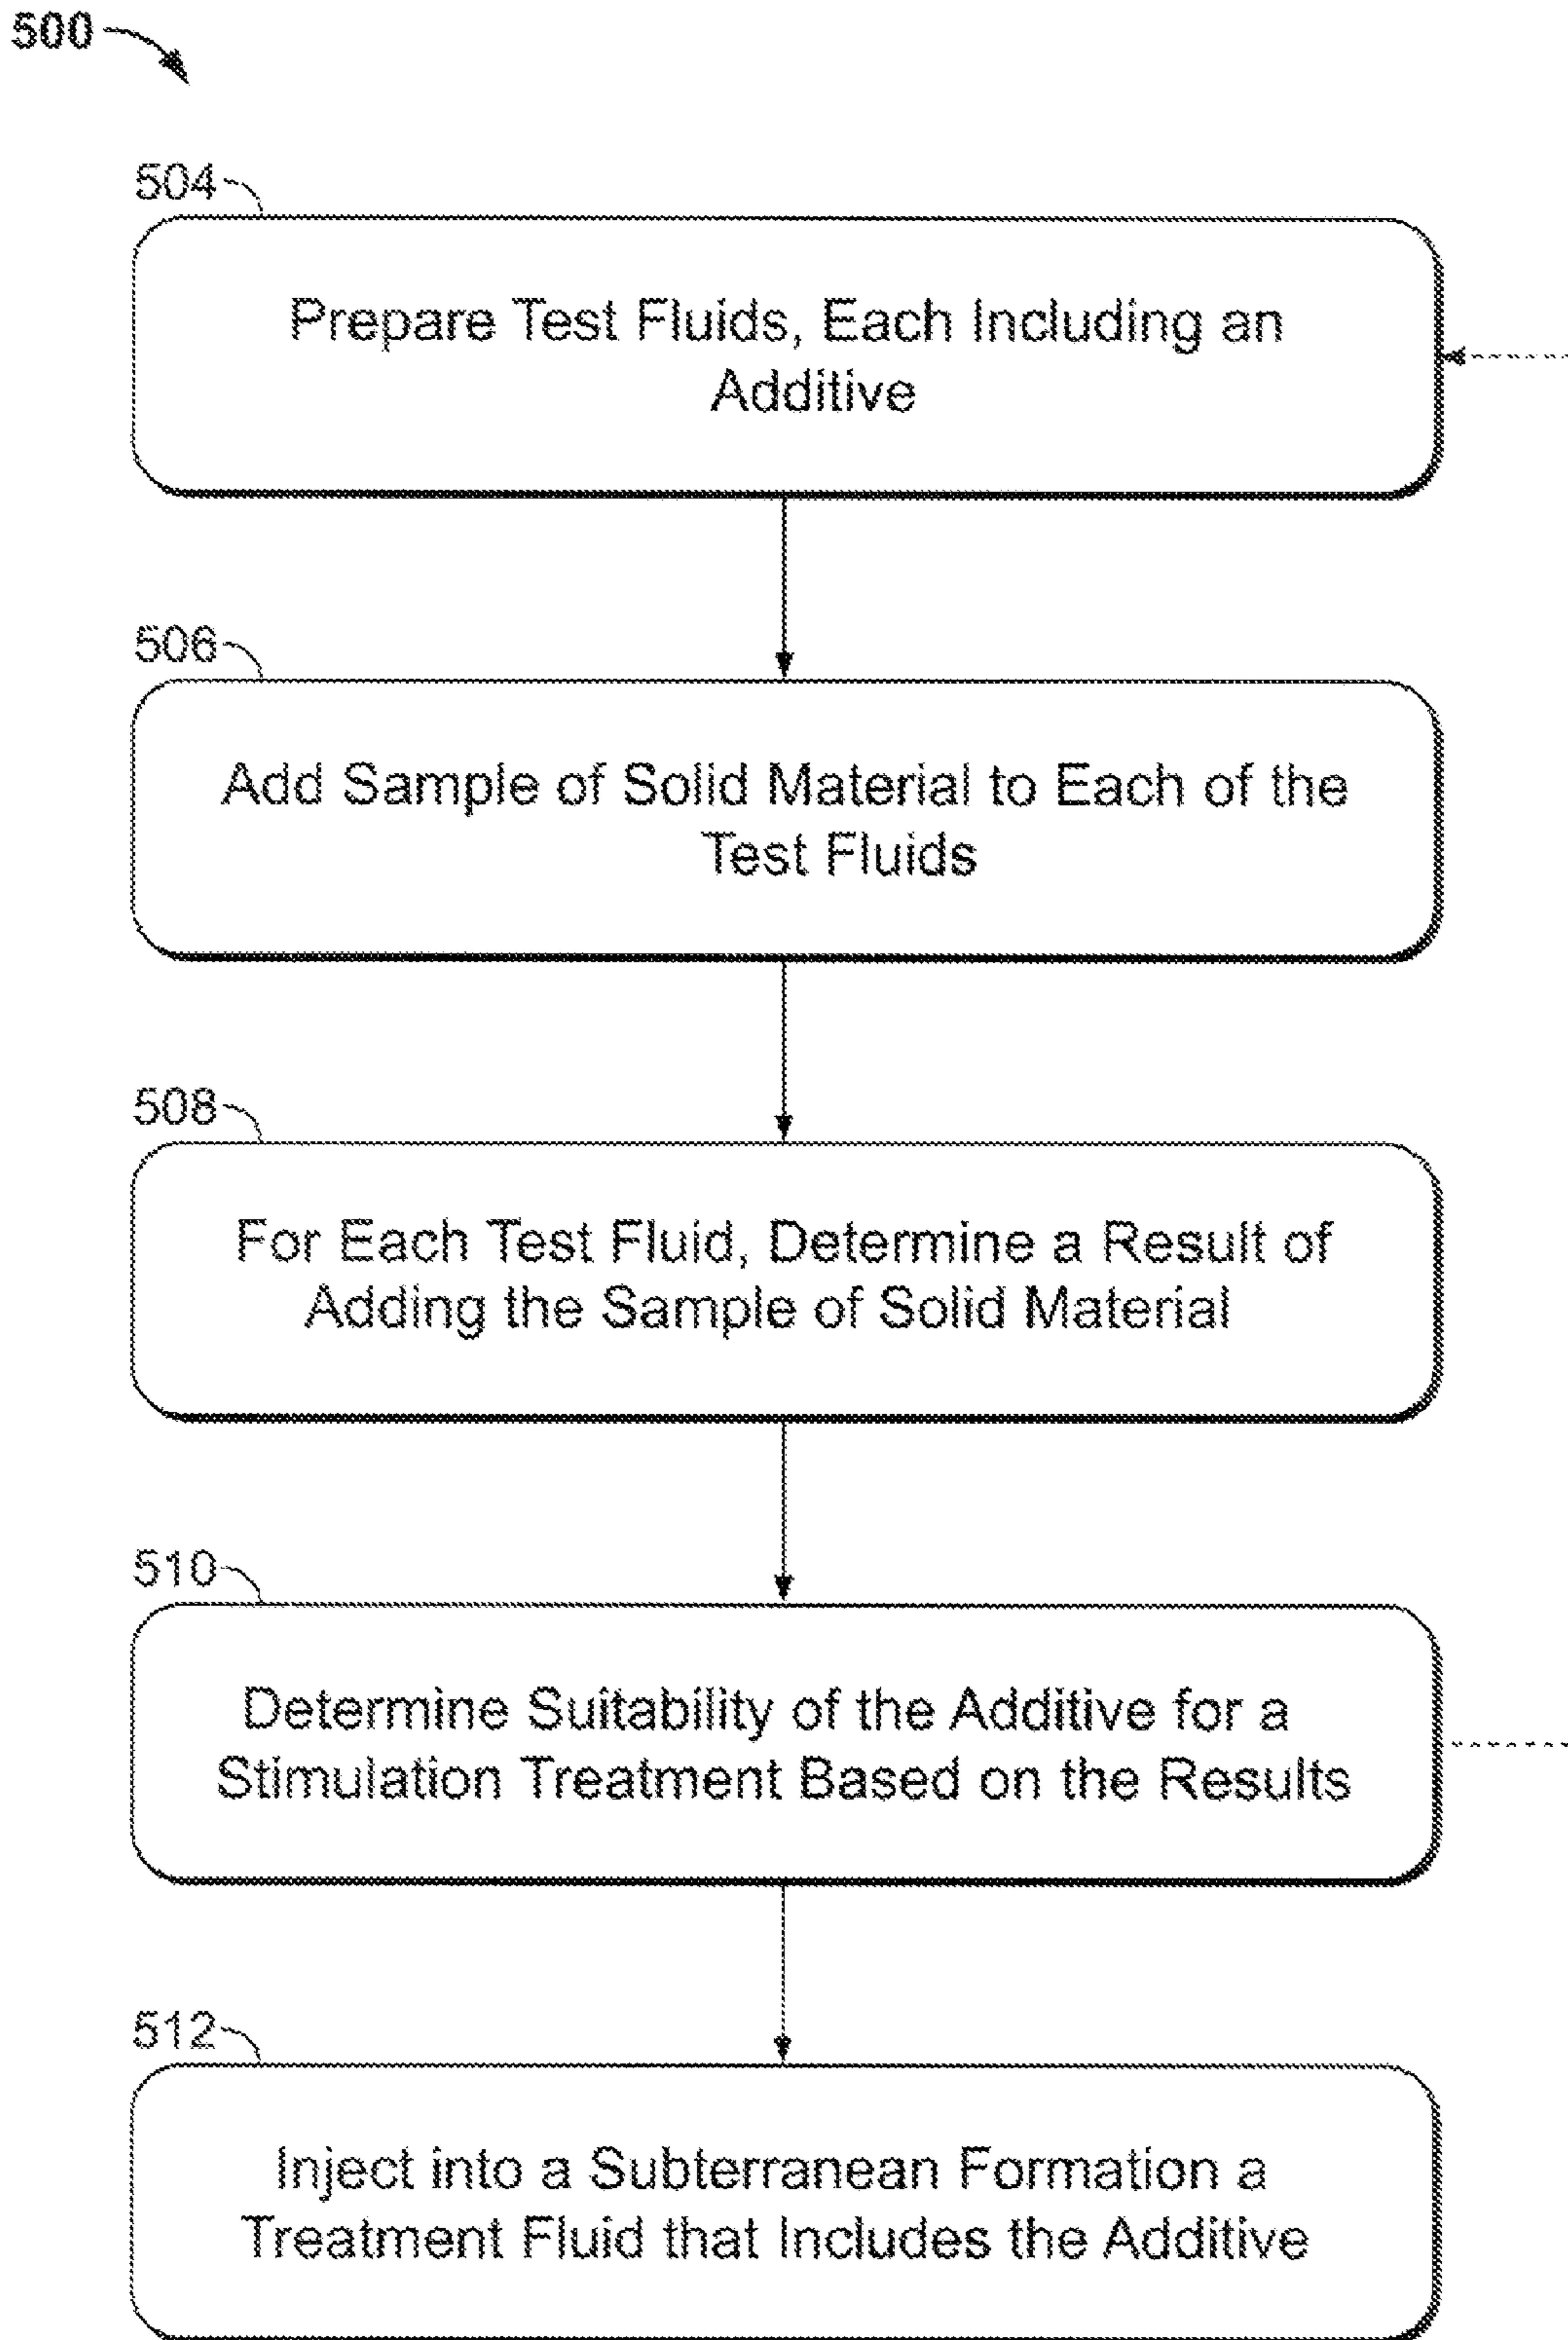 500
504
Prepare Test Fluids, Each Including an
Additive
506
Add Sample of Solid Material to Each of the
Test Fluids
508
For Each Test Fluid, Determine a Result of
Adding the Sample of Solid Material
510
Determine Suitability of the Additive for a
Stimulation Treatment Based on the Results
512
Inject into a Subterranean Formation a
Treatment Fluid that Includes the Additive